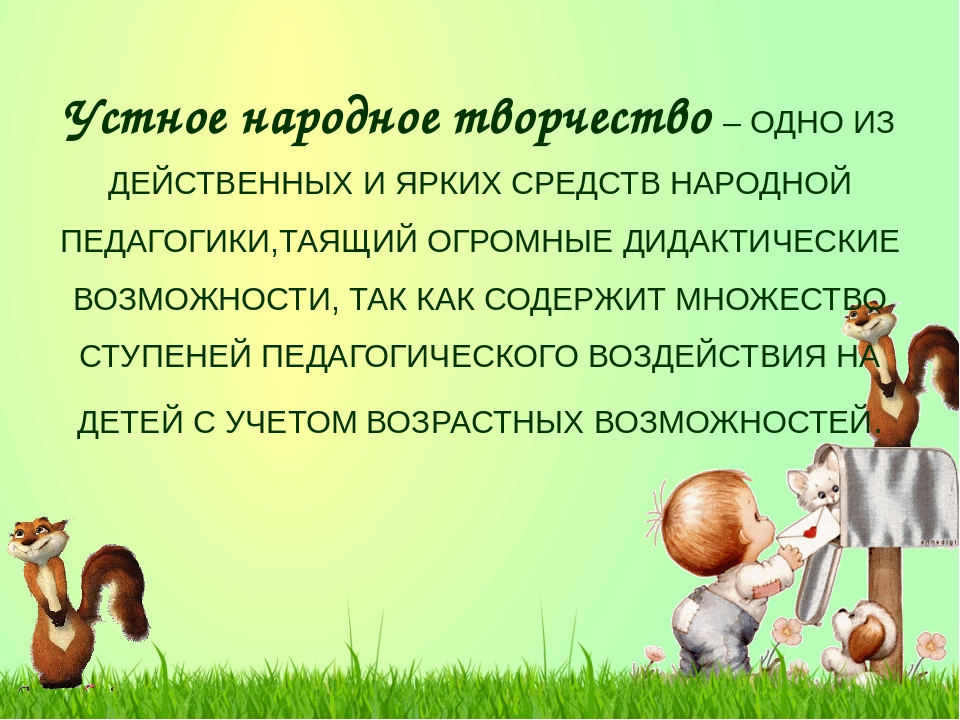 Устное народное творчество – ОДНО ИЗ
ДЕЙСТВЕННЫХ И ЯРКИХ СРЕДСТВ НАРОДНОЙ
ПЕДАГОГИКИ,ТАЯЩИЙ ОГРОМНЫЕ ДИДАКТИЧЕСКИЕ
ВОЗМОЖНОСТИ, ТАК КАК СОДЕРЖИТ МНОЖЕСТВО
СТУПЕНЕЙ ПЕДАГОГИЧЕСКОГО ВОЗДЕЙСТВИЯ НА
ДЕТЕЙ С УЧЕТОМ ВОЗРАСТНЫХ ВОЗМОЖНОСТЕЙ.